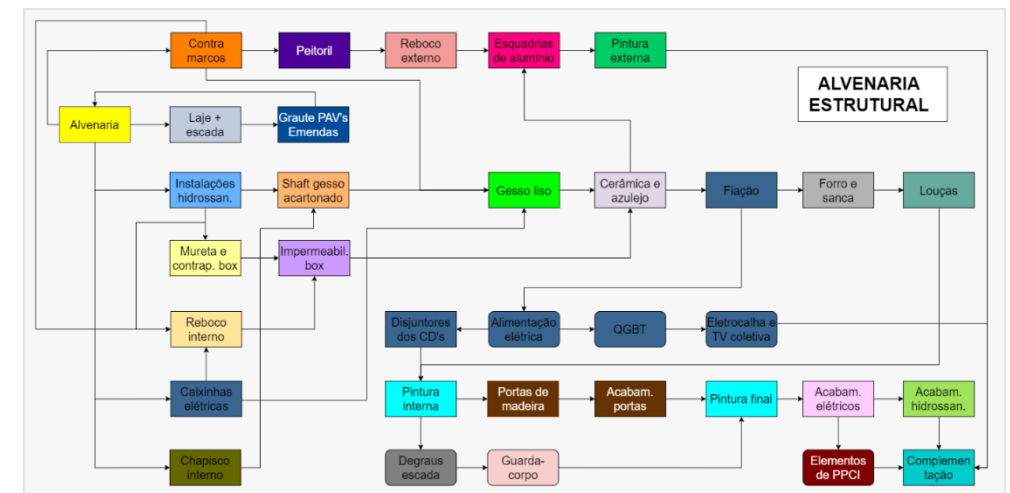 Contra
marcos
Peitoril
Reboco
externo
Esquadrias
de alumínio
Pintura
externa
ALVENARIA
ESTRUTURAL
Alvenaria
Laje +
escada
Graute PAV's
Emendas
Instalações
hidrossan.
Shaft gesso
acartonado
Gesso liso
Cerâmica e
azulejo
Fiação
Forro e
sanca
Louças
Mureta e
contrap. box
Impermeabil.
box
Reboco
interno
Disjuntores
dos CD's
Alimentação
elétrica
QGBT
Eletrocalha e
TV coletiva
Caixinhas
elétricas
Pintura
interna
Portas de
madeira
Acabam.
portas
Pintura final
Acabam.
elétricos
Acabam.
hidrossan.
Chapisco
interno
Degraus
escada
Guarda-
corpo
Elementos
de PPCI
Complemen
tação